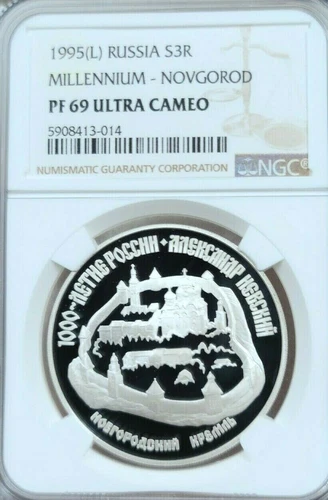 1995(L) RUSSIA S3R
MILLENNIUM - NOVGOROD
PF 69 ULTRA CAMEO
5908413-014
NUMISMATIC GUARANTY CORPORATION
NGC
1000-ЛЕТИЕ РОССИИ • АЛЕКСАНДР НЕВСКИЙ
НОВГОРОДСКИЙ КРЕМЛЬ